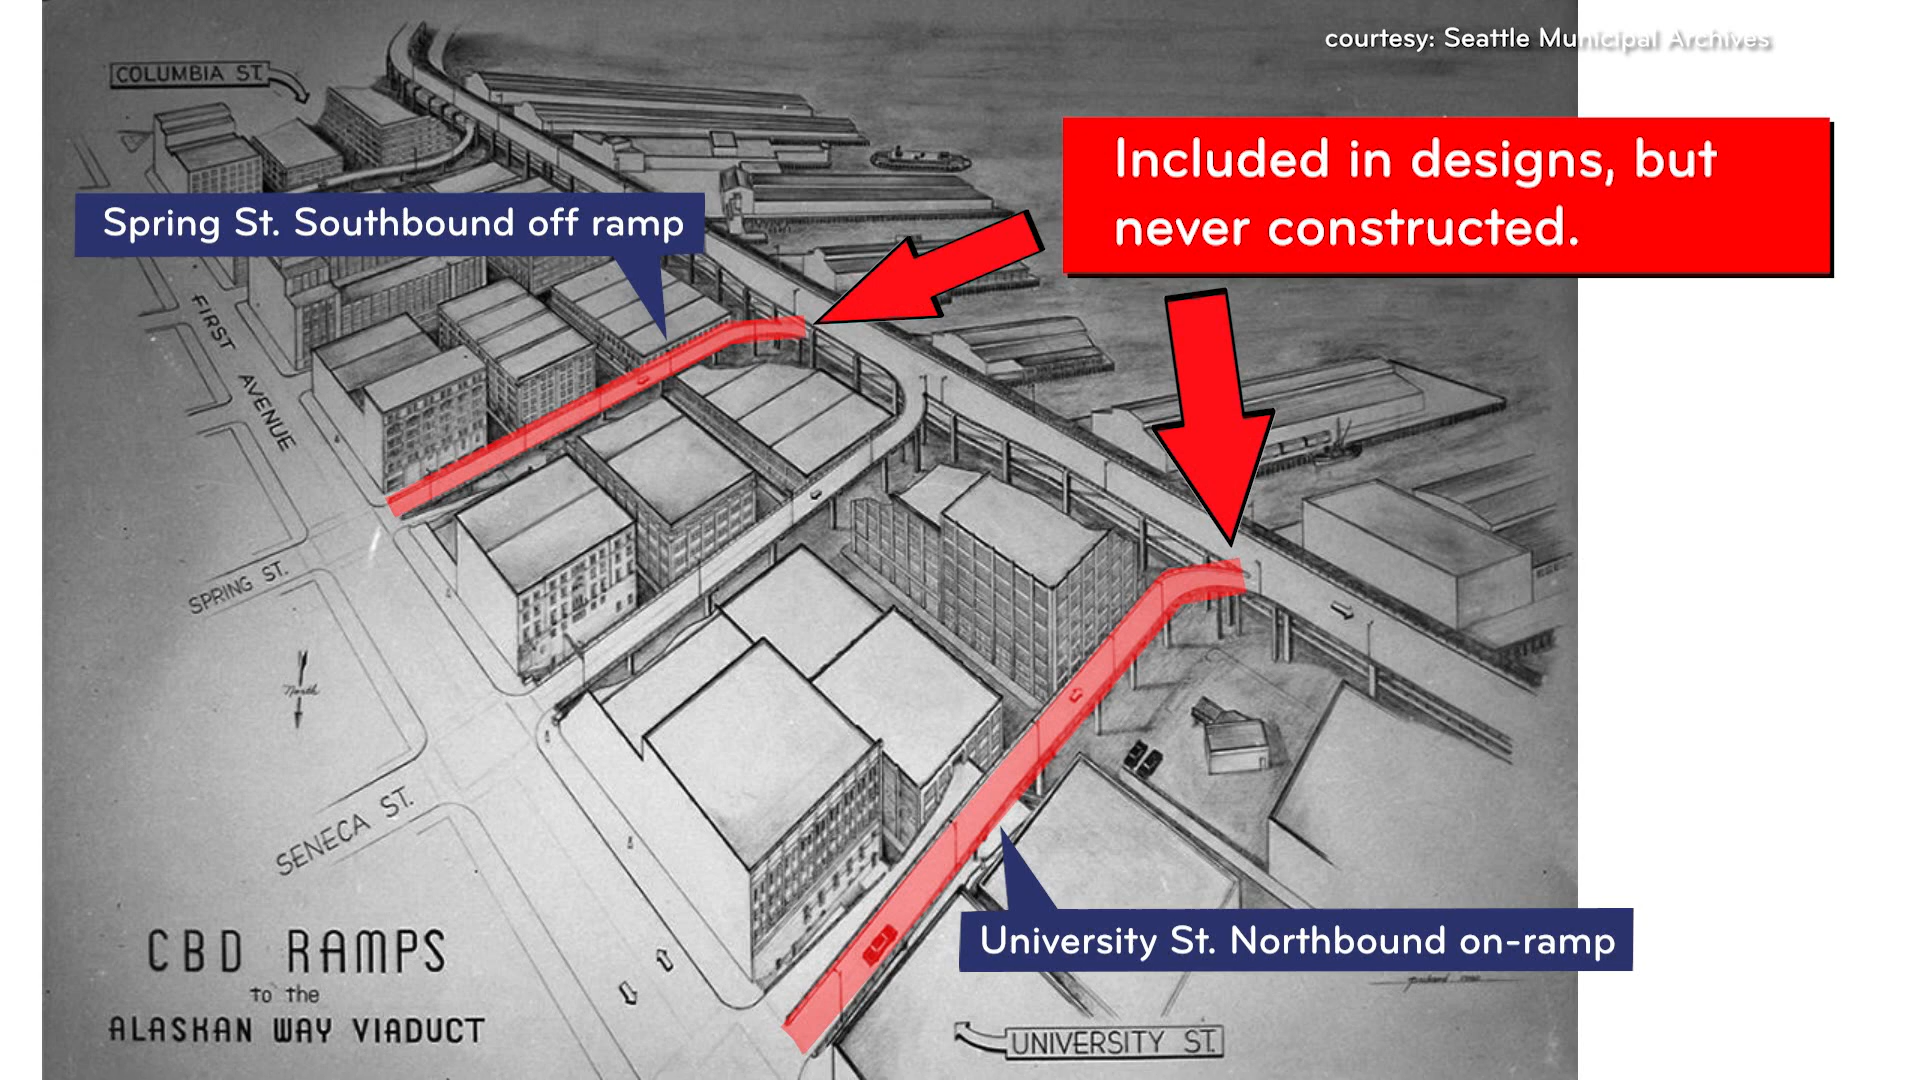 courtesy: Seattle Municipal Archives
COLUMBIA ST.
Included in designs, but
never constructed.
Spring St. Southbound off ramp
FIRST AVENUE
SPRING ST.
North
SENECA ST.
CBD RAMPS
to the
ALASKAN WAY VIADUCT
University St. Northbound on-ramp
UNIVERSITY ST.